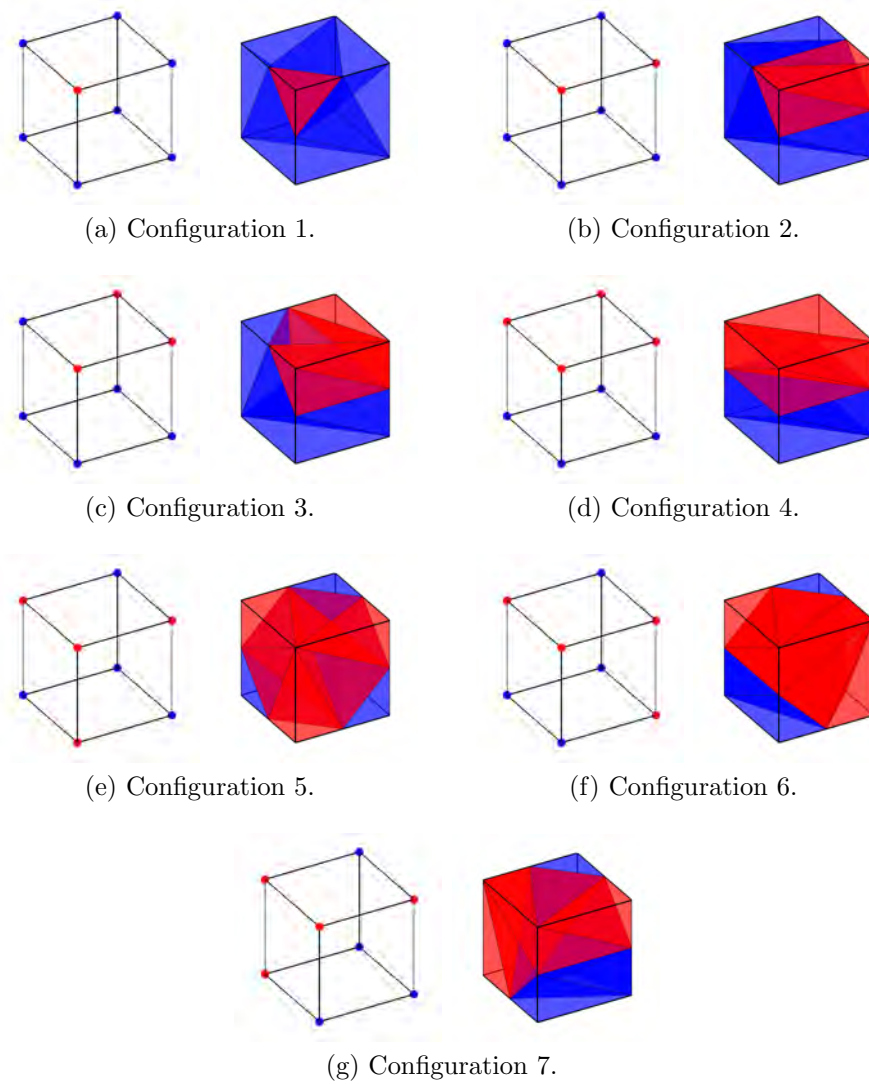 (a) Configuration 1.
(b) Configuration 2.
(c) Configuration 3.
(d) Configuration 4.
(e) Configuration 5.
(f) Configuration 6.
(g) Configuration 7.